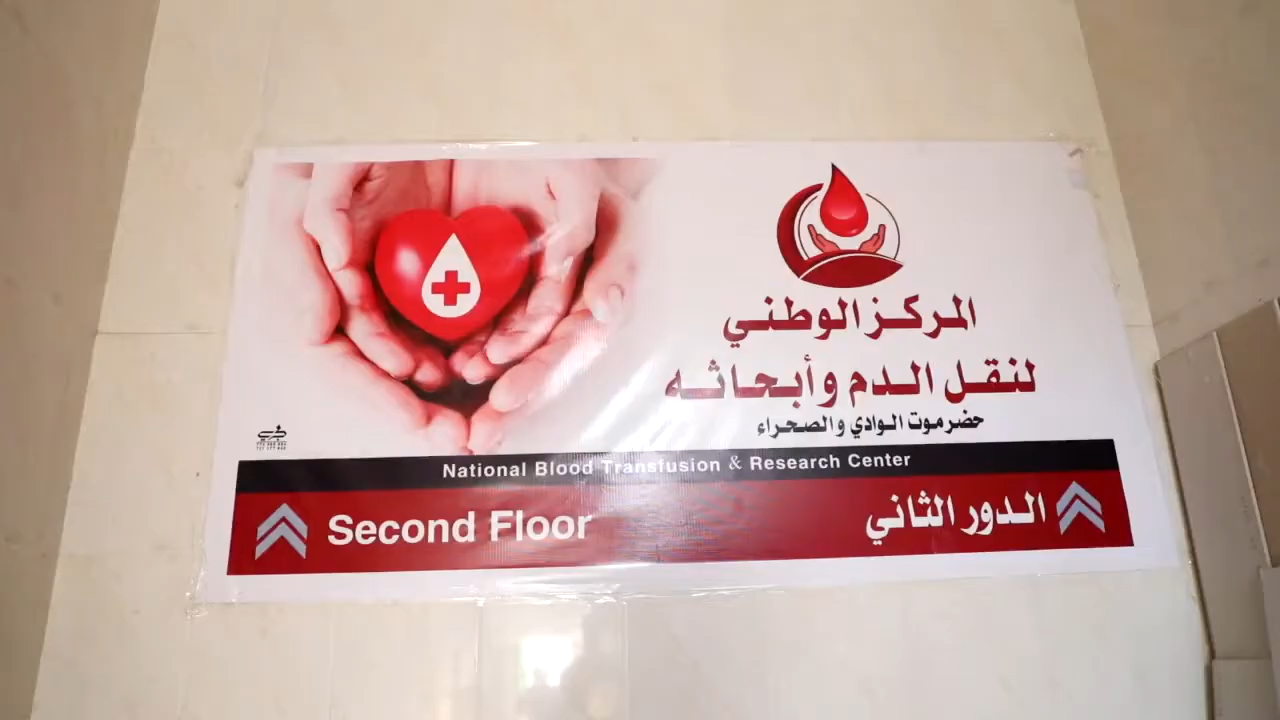 المركز الوطني
لنقل الدم وأبحاثه
حضرموت الوادي والصحراء
National Blood Transfusion & Research Center
Second Floor
الدور الثاني